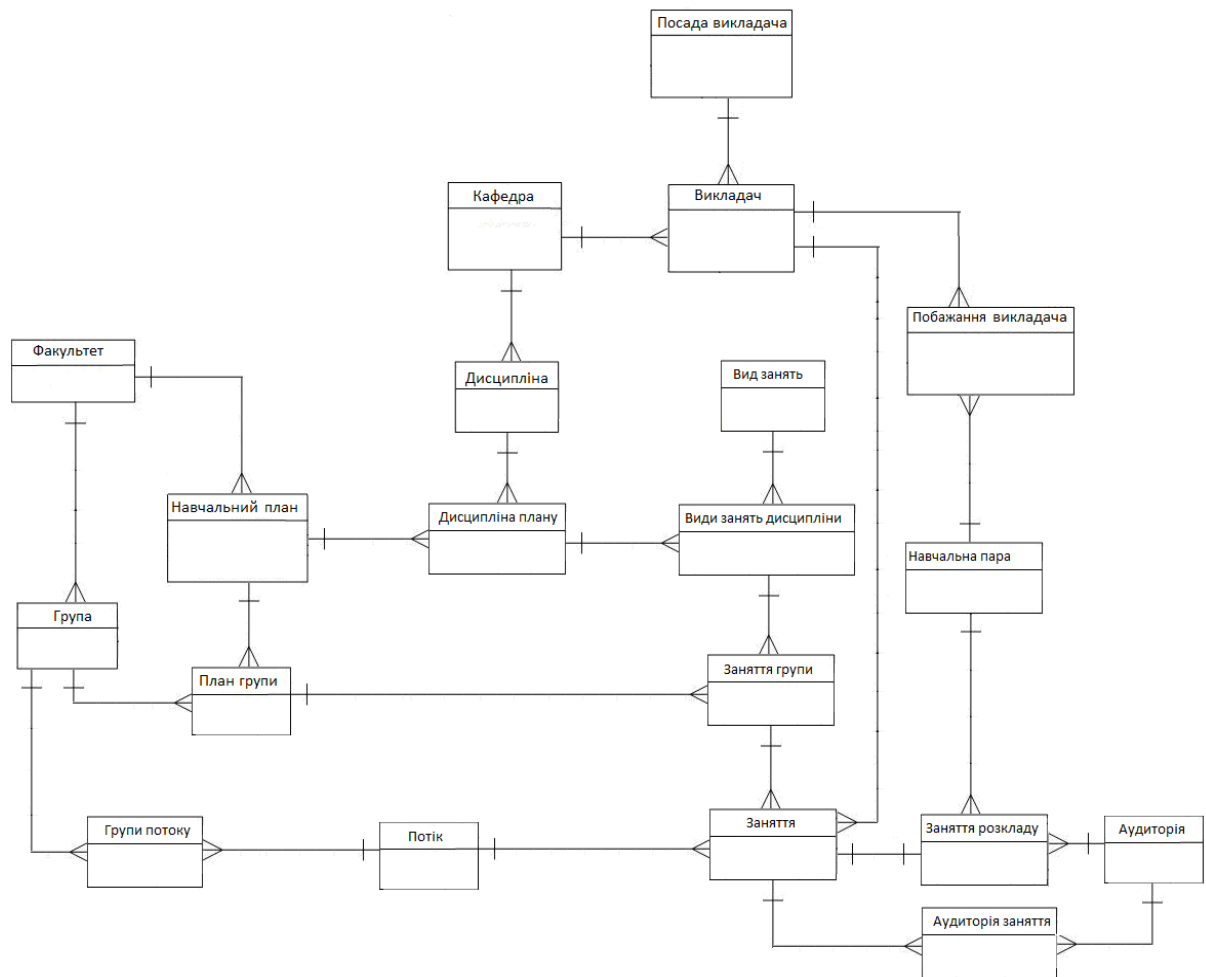 Посада викладача
Кафедра
Викладач
Побажання викладача
Факультет
Дисципліна
Вид занять
Навчальний план
Дисципліна плану
Види занять дисципліни
Навчальна пара
Група
План групи
Заняття групи
Групи потоку
Потік
Заняття
Заняття розкладу
Аудиторія
Аудиторія заняття